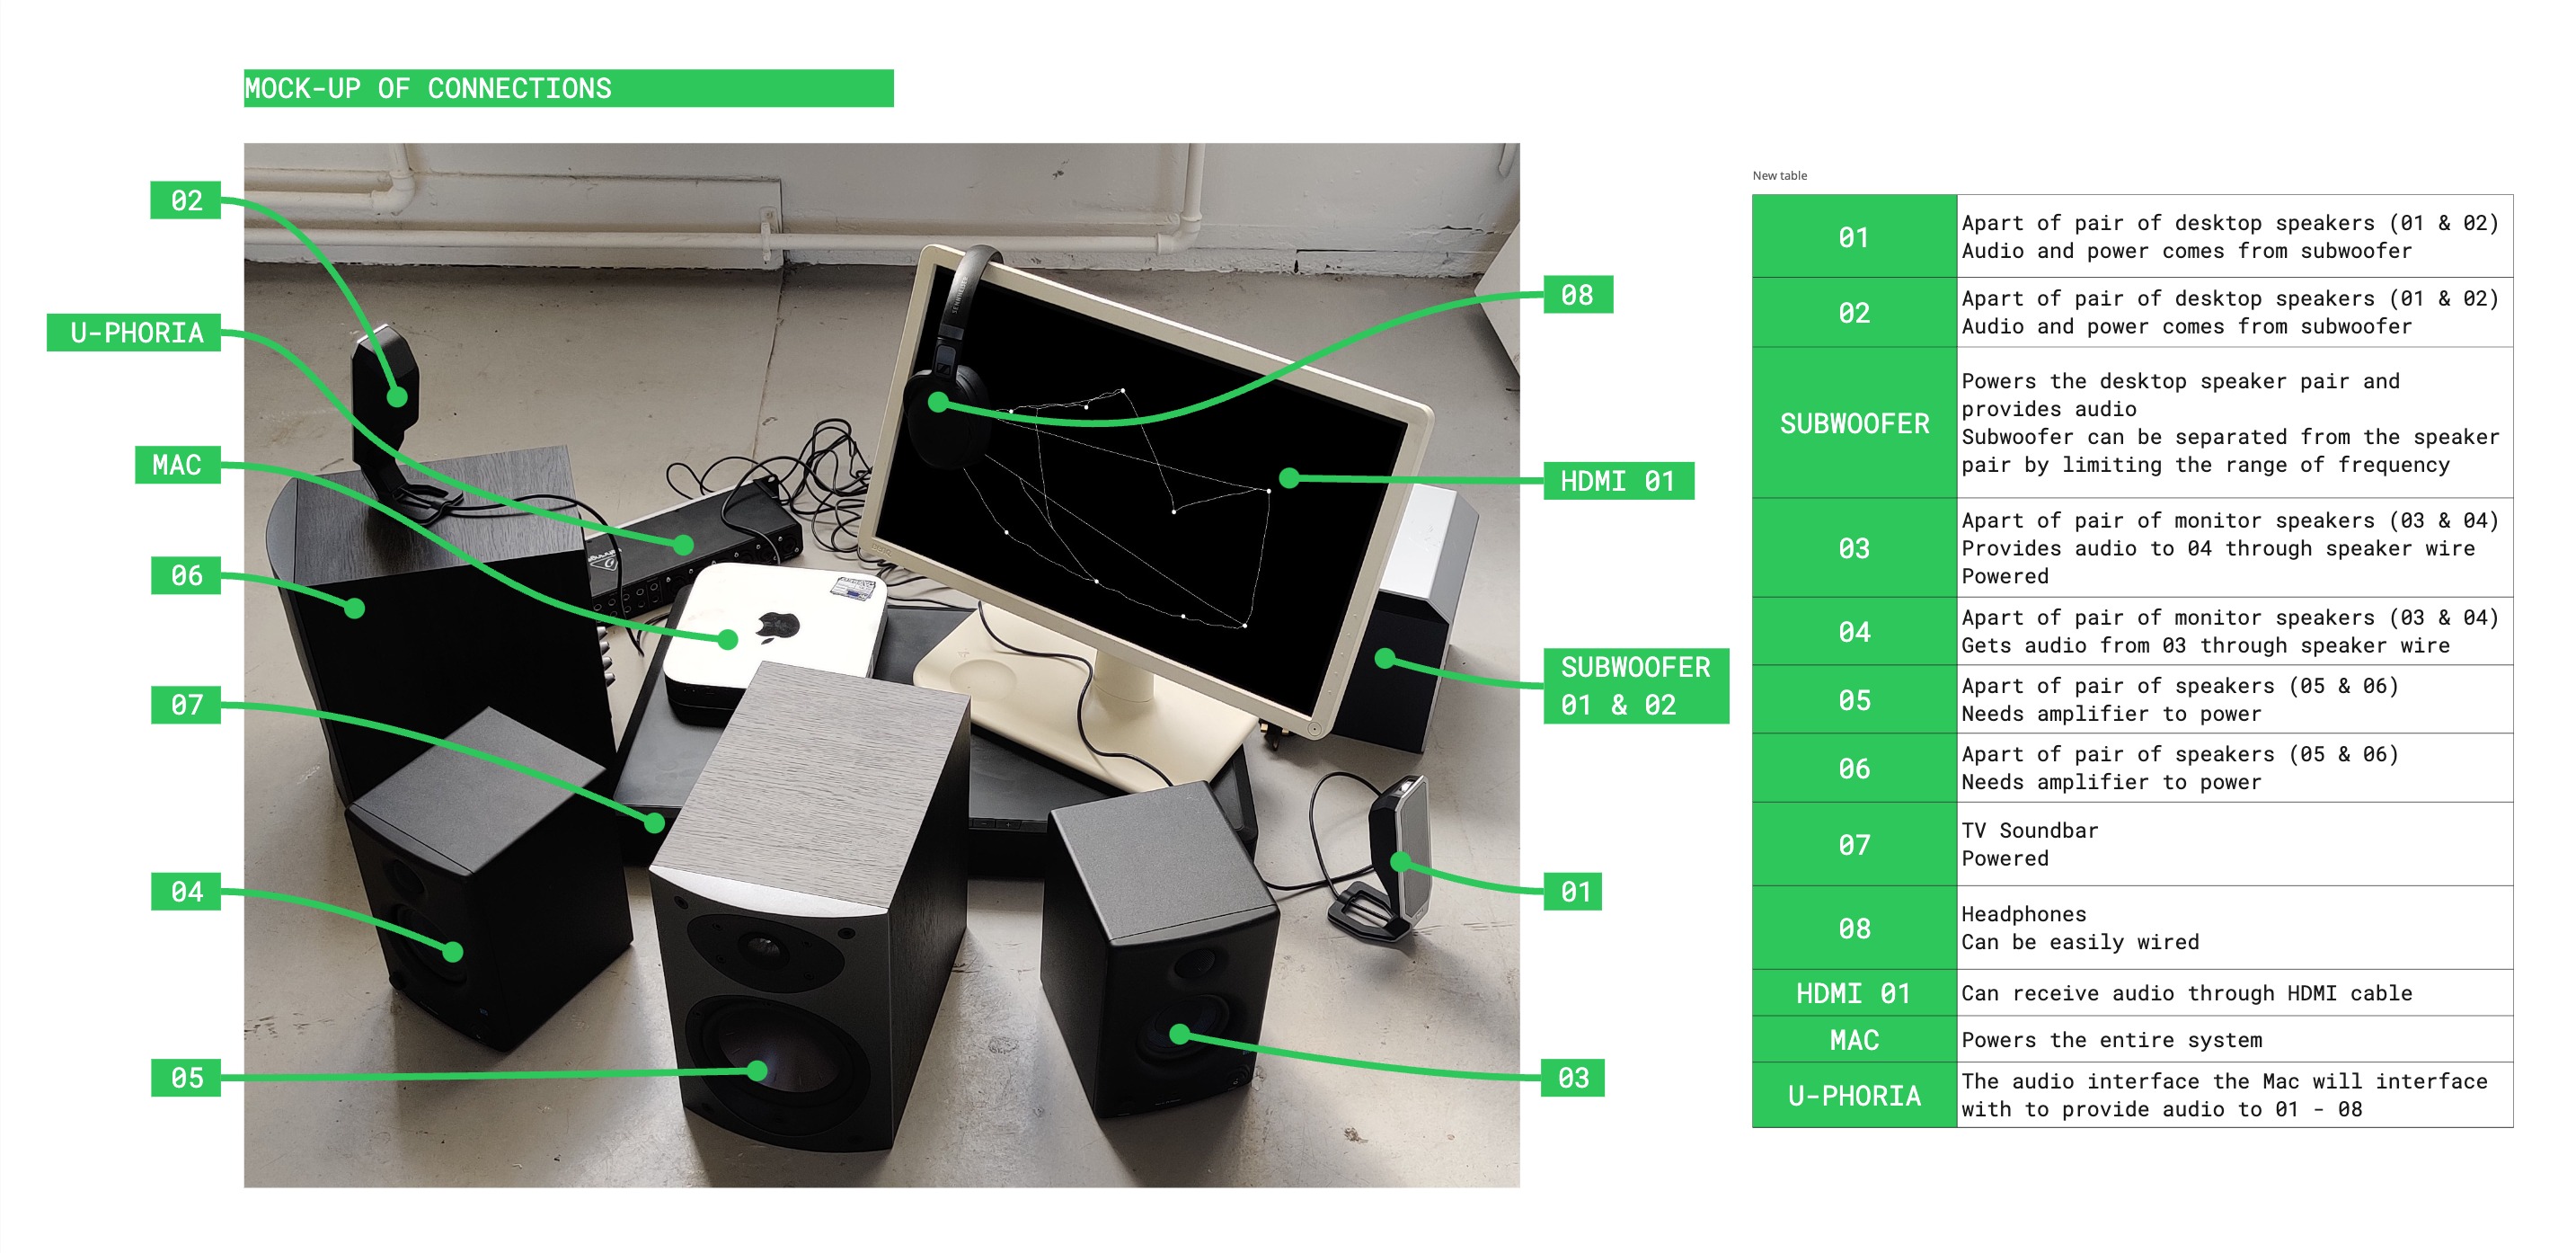 MOCK-UP OF CONNECTIONS
02
U-PHORIA
MAC
06
07
04
05
08
HDMI 01
SUBWOOFER
01 & 02
01
03
SENNHEISER
BenQ
New table
01
Apart of pair of desktop speakers (01 & 02)
Audio and power comes from subwoofer
02
Apart of pair of desktop speakers (01 & 02)
Audio and power comes from subwoofer
SUBWOOFER
Powers the desktop speaker pair and
provides audio
Subwoofer can be separated from the speaker
pair by limiting the range of frequency
03
Apart of pair of monitor speakers (03 & 04)
Provides audio to 04 through speaker wire
Powered
04
Apart of pair of monitor speakers (03 & 04)
Gets audio from 03 through speaker wire
05
Apart of pair of speakers (05 & 06)
Needs amplifier to power
06
Apart of pair of speakers (05 & 06)
Needs amplifier to power
07
TV Soundbar
Powered
08
Headphones
Can be easily wired
HDMI 01
Can receive audio through HDMI cable
MAC
Powers the entire system
U-PHORIA
The audio interface the Mac will interface
with to provide audio to 01 - 08